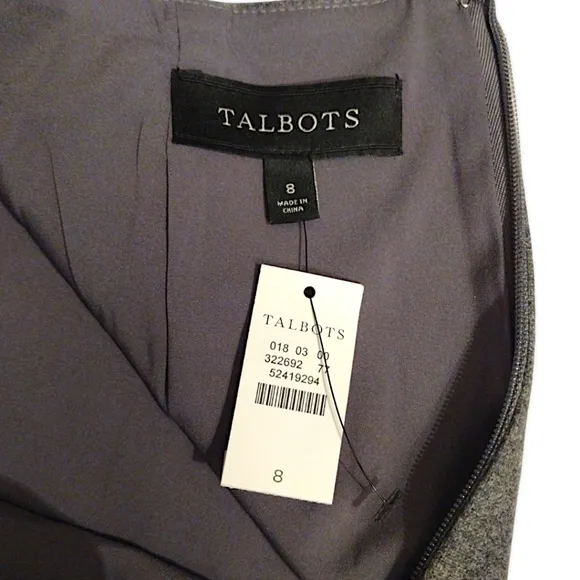 TALBOTS
8
MADE IN
CHINA
TALBOTS
018 03 00
322692 77
52419294
8